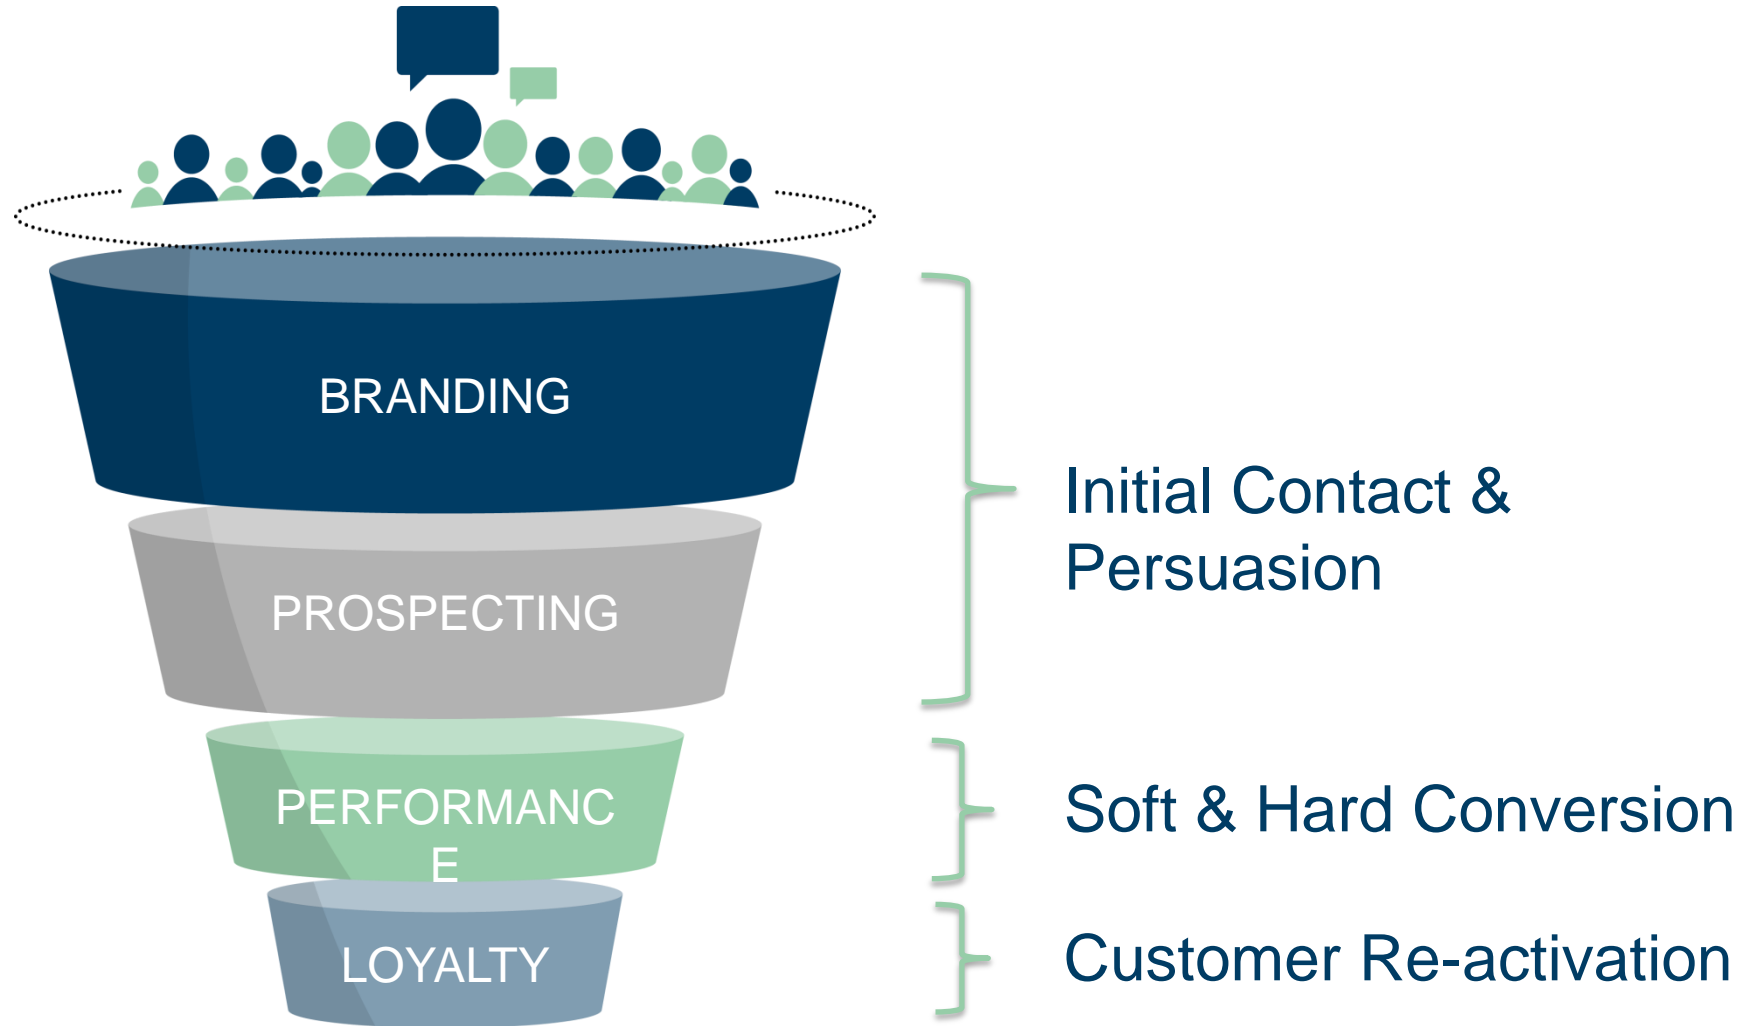 BRANDING
Initial Contact &
Persuasion
PROSPECTING
PERFORMANC
E
Soft & Hard Conversion
LOYALTY
Customer Re-activation